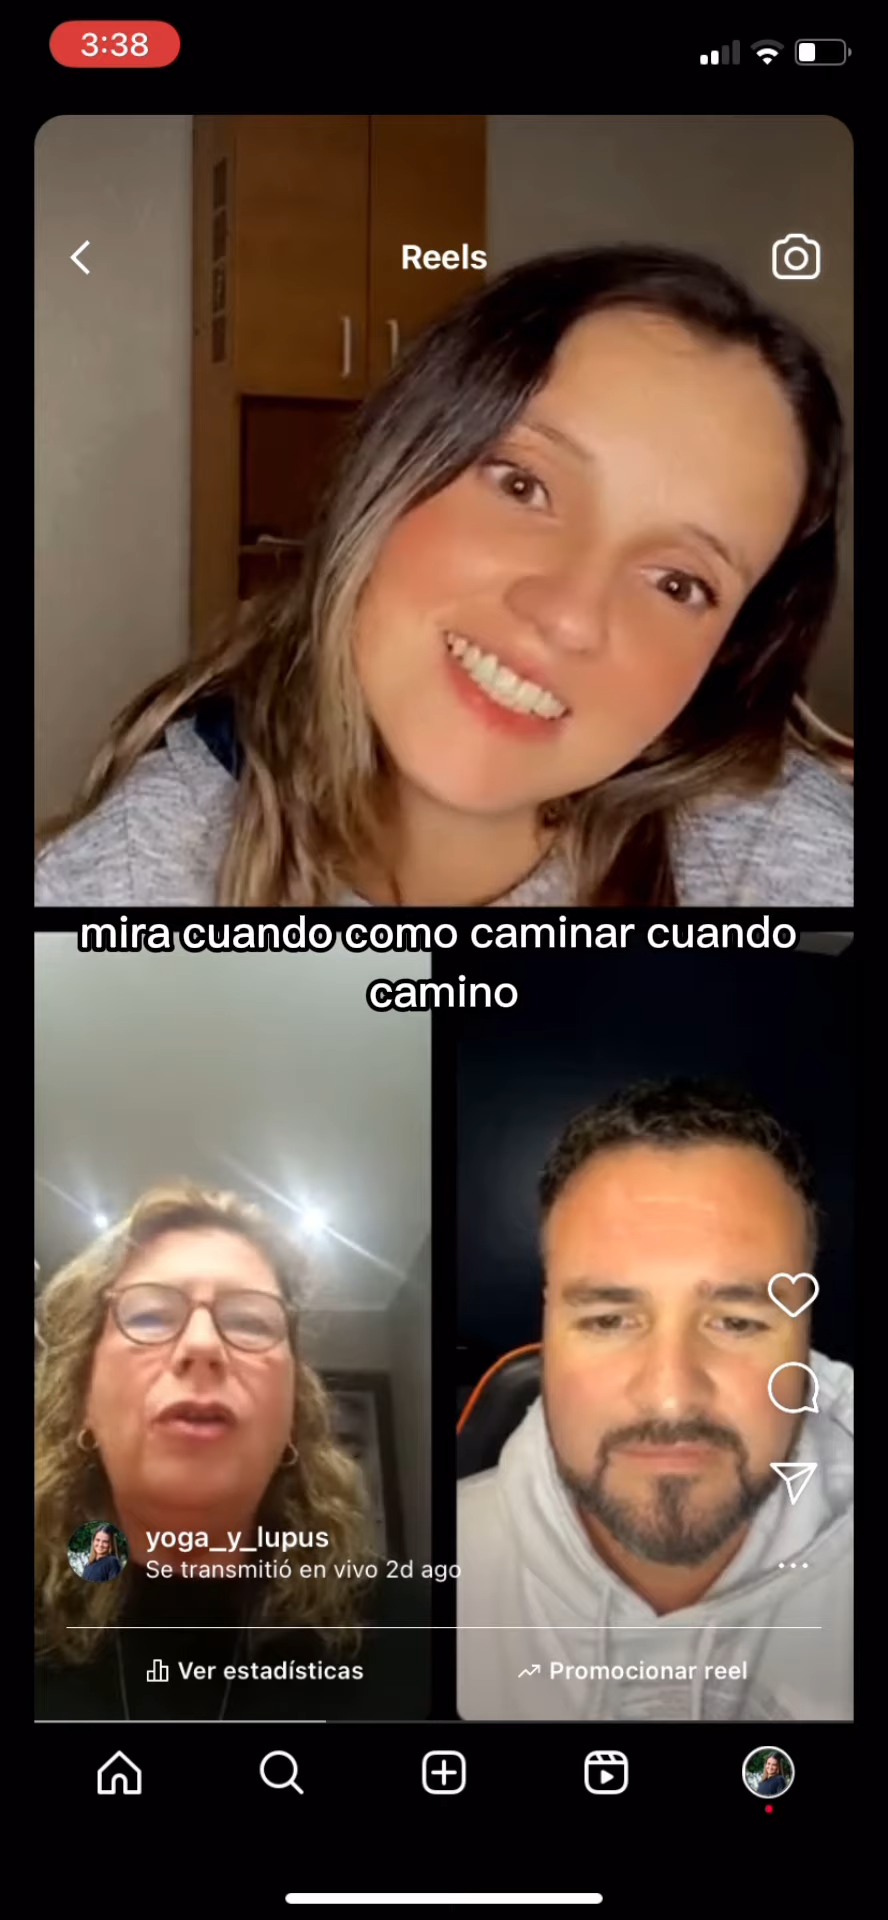 3:38
Reels
mira cuando como caminar cuando
camino
yoga_y_lupus
Se transmitió en vivo 2d ago
Ver estadísticas
Promocionar reel